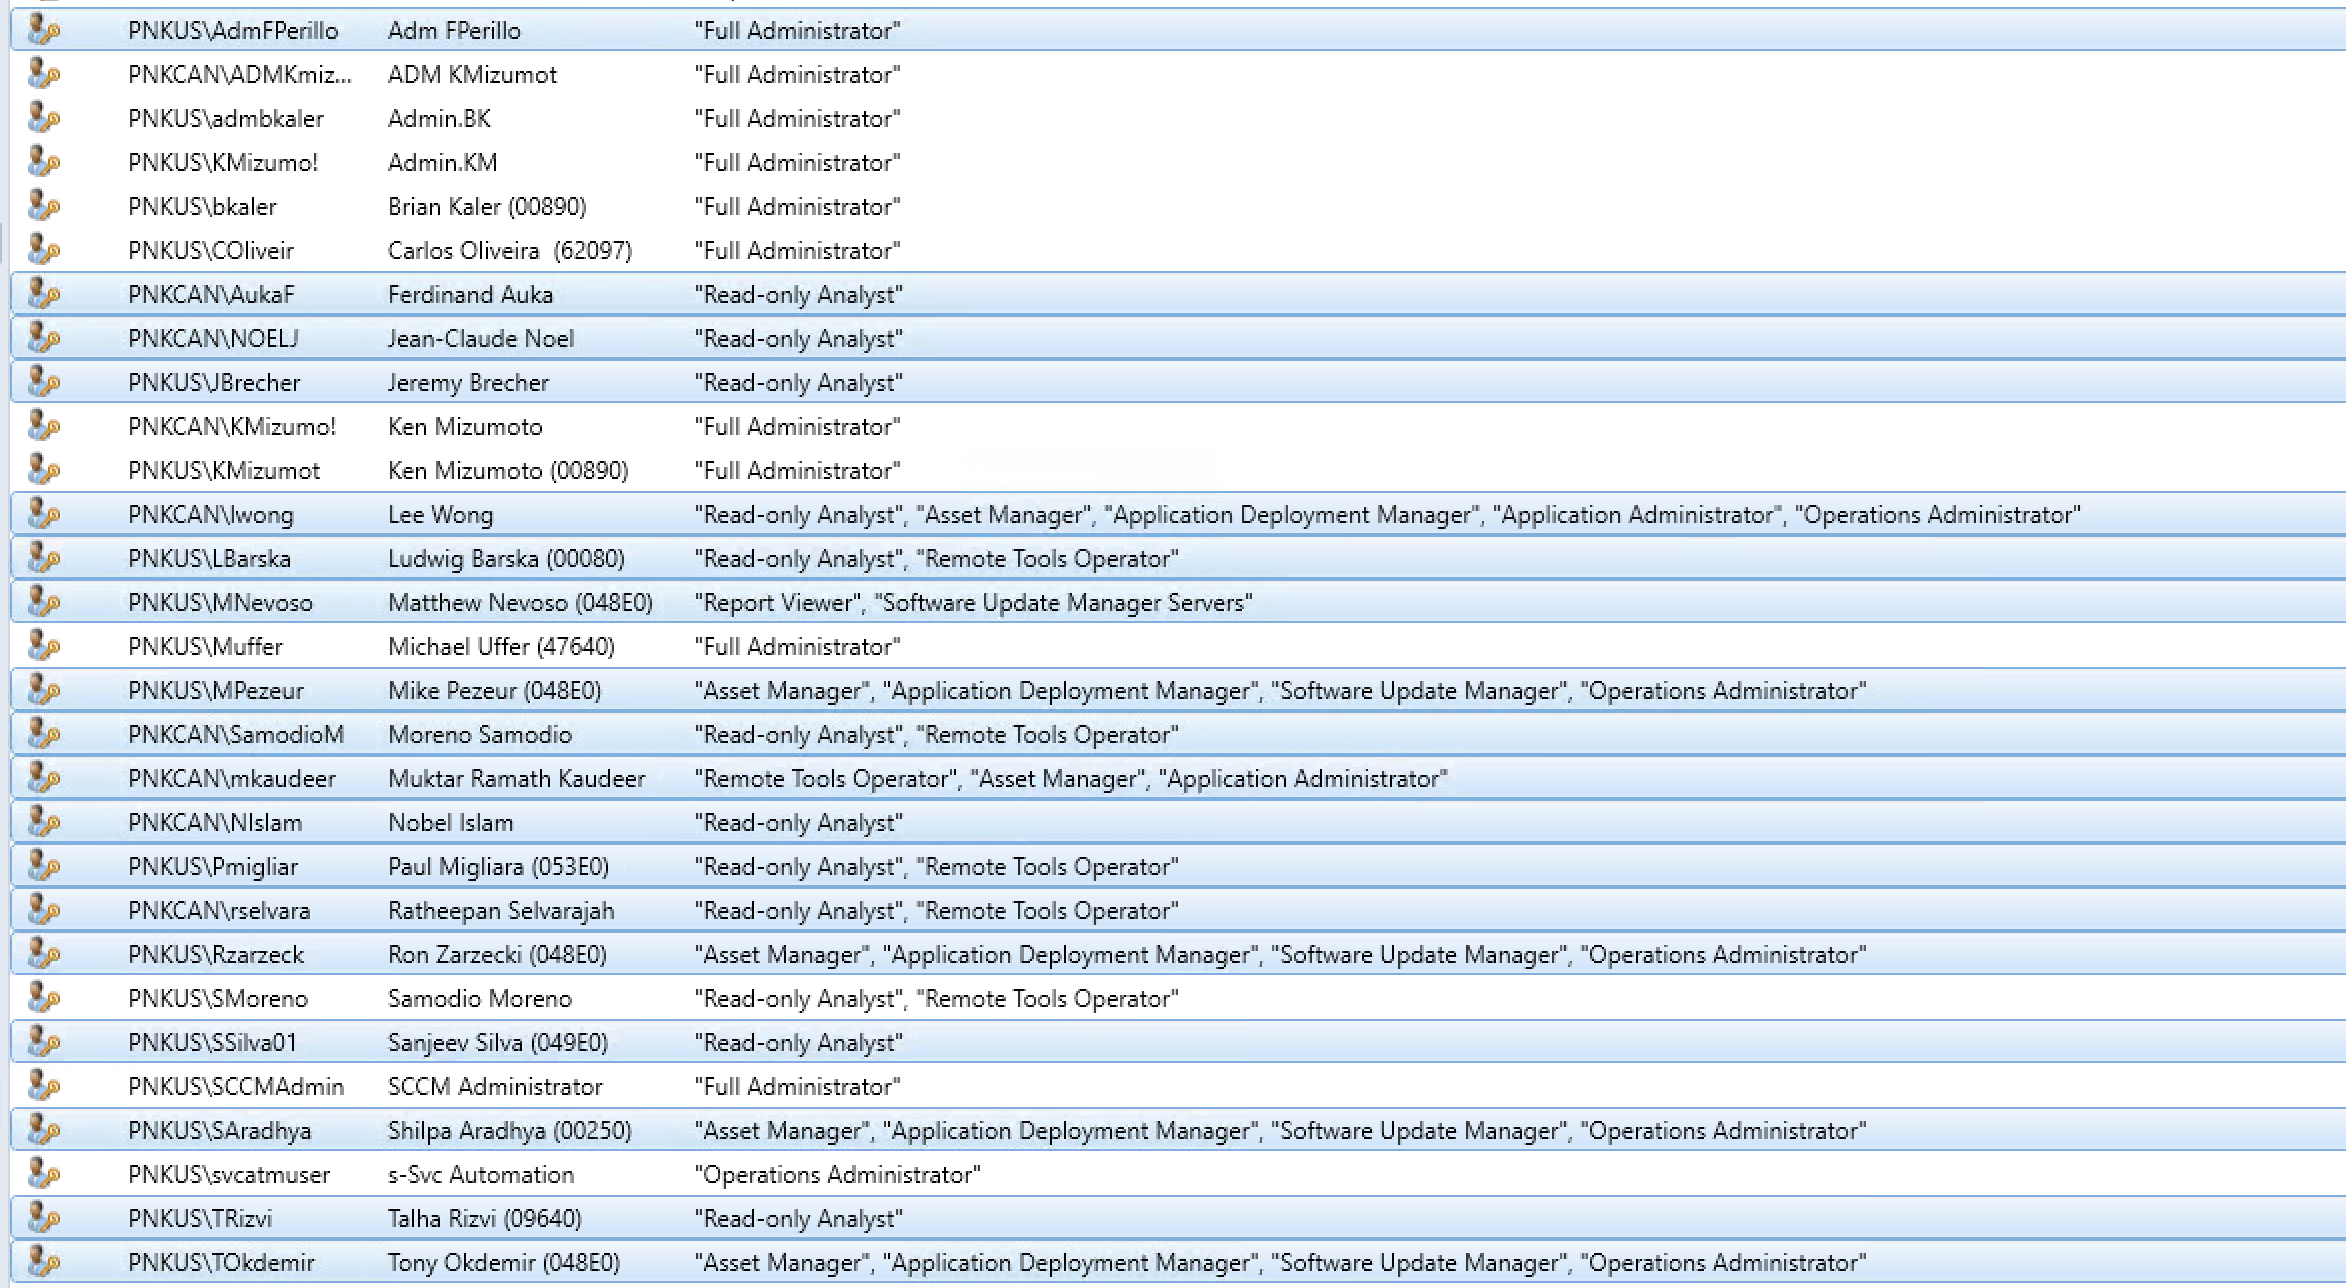 PNKUS\AdmFPerillo Adm FPerillo "Full Administrator"
PNKCAN\ADMKmiz... ADM KMizumot "Full Administrator"
PNKUS\admbkaler Admin.BK "Full Administrator"
PNKUS\KMizumo! Admin.KM "Full Administrator"
PNKUS\bkaler Brian Kaler (00890) "Full Administrator"
PNKUS\COliveir Carlos Oliveira (62097) "Full Administrator"
PNKCAN\AukaF Ferdinand Auka "Read-only Analyst"
PNKCAN\NOELJ Jean-Claude Noel "Read-only Analyst"
PNKUS\JBrecher Jeremy Brecher "Read-only Analyst"
PNKCAN\KMizumo! Ken Mizumoto "Full Administrator"
PNKUS\KMizumot Ken Mizumoto (00890) "Full Administrator"
PNKCAN\lwong Lee Wong "Read-only Analyst", "Asset Manager", "Application Deployment Manager", "Application Administrator", "Operations Administrator"
PNKUS\LBarska Ludwig Barska (00080) "Read-only Analyst", "Remote Tools Operator"
PNKUS\MNevoso Matthew Nevoso (048E0) "Report Viewer", "Software Update Manager Servers"
PNKUS\Muffer Michael Uffer (47640) "Full Administrator"
PNKUS\MPezeur Mike Pezeur (048E0) "Asset Manager", "Application Deployment Manager", "Software Update Manager", "Operations Administrator"
PNKCAN\SamodioM Moreno Samodio "Read-only Analyst", "Remote Tools Operator"
PNKCAN\mkaudeer Muktar Ramath Kaudeer "Remote Tools Operator", "Asset Manager", "Application Administrator"
PNKCAN\NIslam Nobel Islam "Read-only Analyst"
PNKUS\Pmigliar Paul Migliara (053E0) "Read-only Analyst", "Remote Tools Operator"
PNKCAN\rselvara Ratheepan Selvarajah "Read-only Analyst", "Remote Tools Operator"
PNKUS\Rzarzeck Ron Zarzecki (048E0) "Asset Manager", "Application Deployment Manager", "Software Update Manager", "Operations Administrator"
PNKUS\SMoreno Samodio Moreno "Read-only Analyst", "Remote Tools Operator"
PNKUS\SSilva01 Sanjeev Silva (049E0) "Read-only Analyst"
PNKUS\SCCMAdmin SCCM Administrator "Full Administrator"
PNKUS\SAradhya Shilpa Aradhya (00250) "Asset Manager", "Application Deployment Manager", "Software Update Manager", "Operations Administrator"
PNKUS\svcatmuser s-Svc Automation "Operations Administrator"
PNKUS\TRizvi Talha Rizvi (09640) "Read-only Analyst"
PNKUS\TOkdemir Tony Okdemir (048E0) "Asset Manager", "Application Deployment Manager", "Software Update Manager", "Operations Administrator"